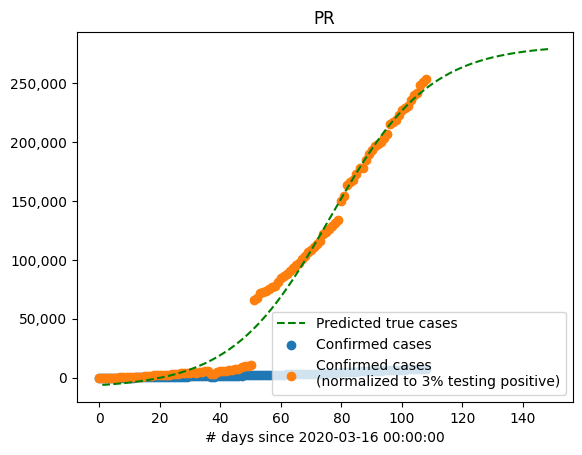 PR
250,000
200,000
150,000
100,000
50,000
0
Predicted true cases
Confirmed cases
Confirmed cases
(normalized to 3% testing positive)
0 20 40 60 80 100 120 140
# days since 2020-03-16 00:00:00